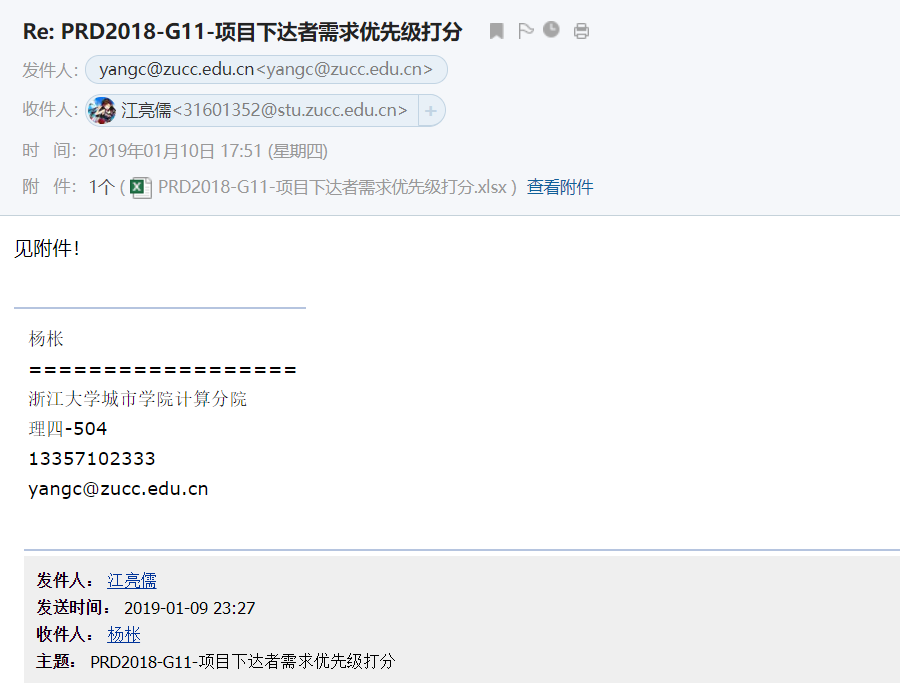 Re: PRD2018-G11-项目下达者需求优先级打分
发件人： yangc@zucc.edu.cn<yangc@zucc.edu.cn>
收件人： 江亮儒<31601352@stu.zucc.edu.cn> +
时 间： 2019年01月10日 17:51 (星期四)
附 件： 1个 ( PRD2018-G11-项目下达者需求优先级打分.xlsx ) 查看附件
见附件！
杨枨
==================
浙江大学城市学院计算分院
理四-504
13357102333
yangc@zucc.edu.cn
发件人： 江亮儒
发送时间： 2019-01-09 23:27
收件人： 杨枨
主题： PRD2018-G11-项目下达者需求优先级打分